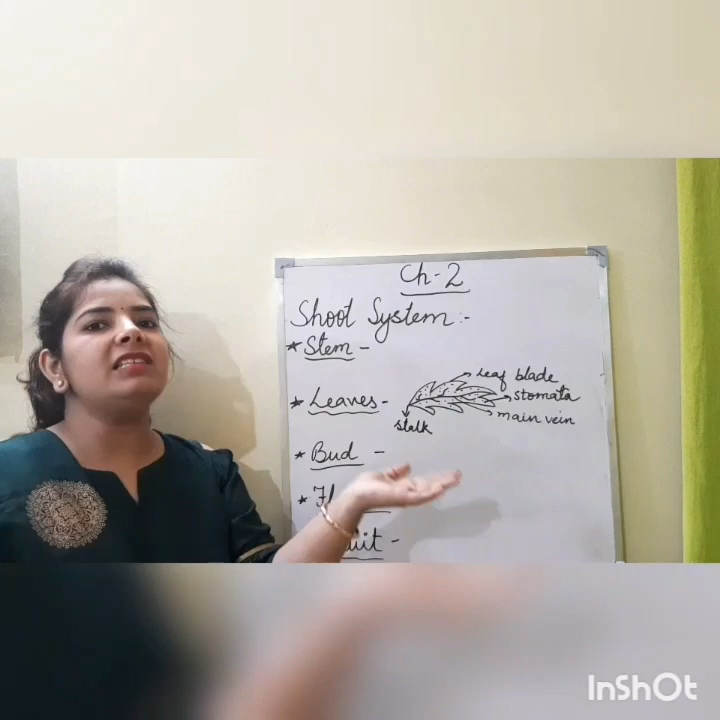 Ch-2
Shoot System :-
* Stem -
Leaf blade
* Leaves -
stomata
main vein
stalk
* Bud -
InShOt